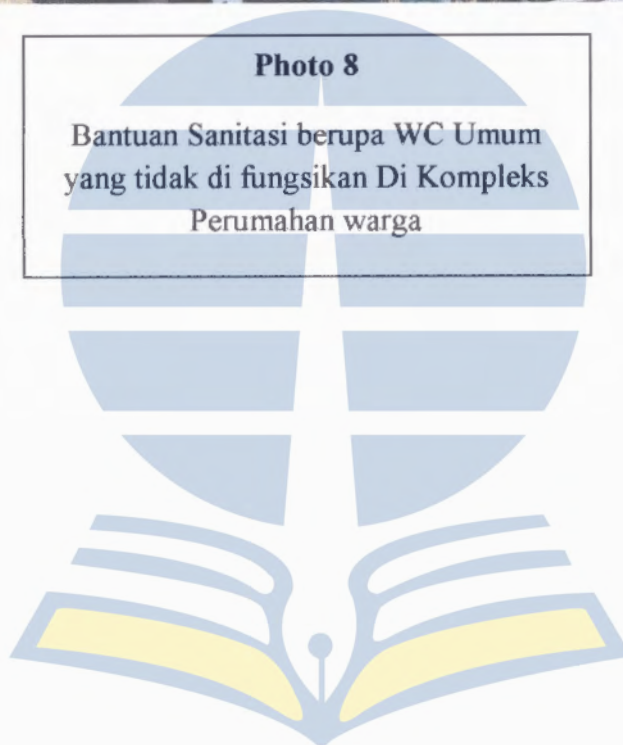 Photo 8
Bantuan Sanitasi berupa WC Umum
yang tidak di fungsikan Di Kompleks
Perumahan warga